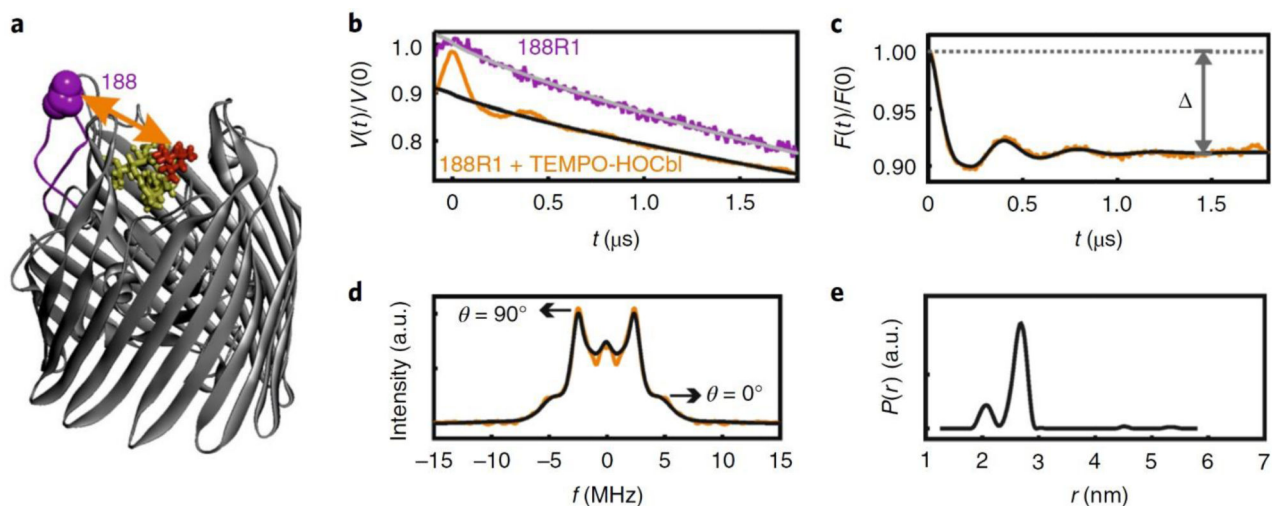 a
188
b
V(t)/V(0)
1.0
0.9
0.8
188R1
188R1 + TEMPO-HOCbl
0
0.5
1.0
1.5
t (μs)
c
F(t)/F(0)
1.00
0.95
0.90
Δ
0
0.5
1.0
1.5
t (μs)
d
Intensity (a.u.)
θ = 90°
θ = 0°
–15 –10 –5 0 5 10 15
f (MHz)
e
P(r) (a.u.)
1 2 3 4 5 6 7
r (nm)